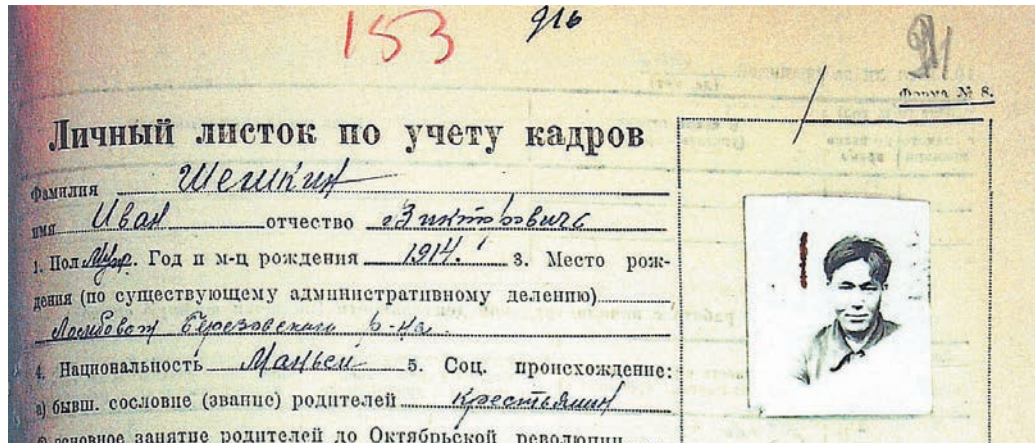 153 916 91
Форма № 8.
Личный листок по учету кадров
Фамилия Шешкин
имя Иван отчество Викторович
1. Пол Муж. Год и м-ц рождения 1914. 3. Место рож-
дения (по существующему административному делению)
Ломбовож Березовского р-на
4. Национальность Маньси 5. Соц. происхождение:
а) бывш. сословие (звание) родителей Крестьянин
б) основное занятие родителей до Октябрьской революции